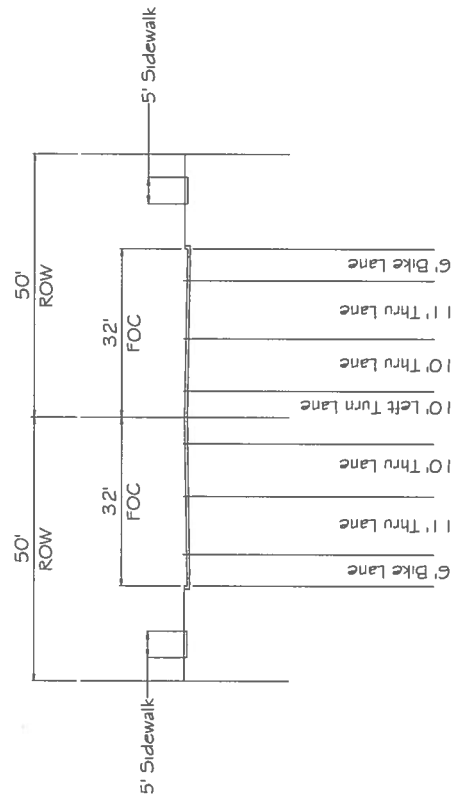 5' Sidewalk
50'
ROW
50'
ROW
32'
FOC
32'
FOC
5' Sidewalk
6' Bike Lane
11' Thru Lane
10' Thru Lane
10' Left Turn Lane
10' Thru Lane
11' Thru Lane
6' Bike Lane